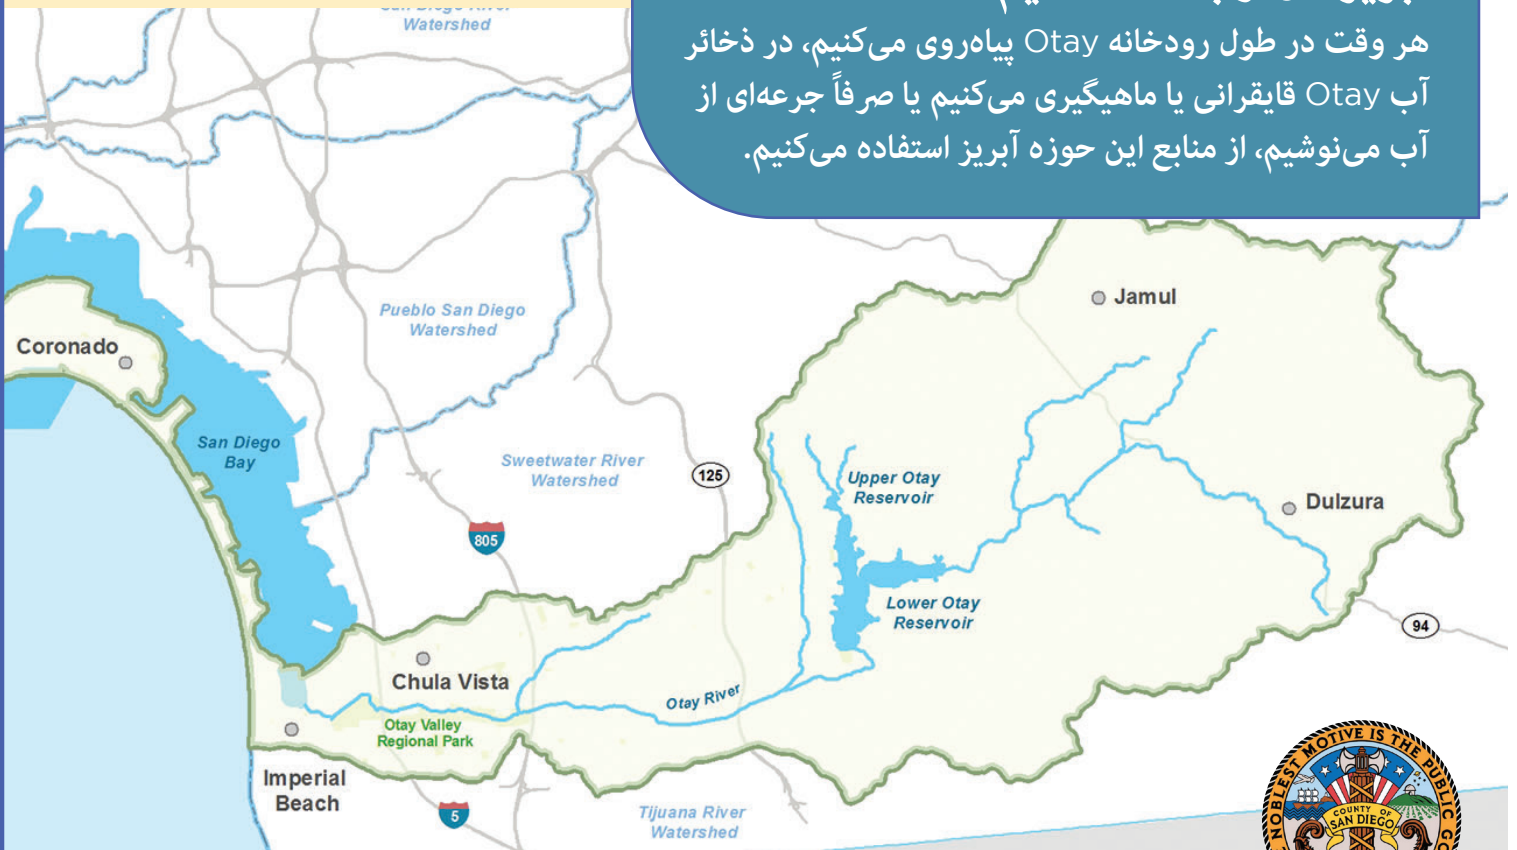 Watershed
هر وقت در طول رودخانه Otay پیاده‌روی می‌کنیم، در ذخائر
آب Otay قایقرانی یا ماهیگیری می‌کنیم یا صرفاً جرعه‌ای از
آب می‌نوشیم، از منابع این حوزه آبریز استفاده می‌کنیم.
Jamul
Pueblo San Diego
Watershed
Coronado
San Diego
Bay
Sweetwater River
Watershed
125
Upper Otay
Reservoir
Dulzura
805
Lower Otay
Reservoir
94
Chula Vista
Otay River
Otay Valley
Regional Park
Imperial
Beach
5
Tijuana River
Watershed
NOBLEST MOTIVE IS THE PUBLIC
COUNTY OF
SAN DIEGO